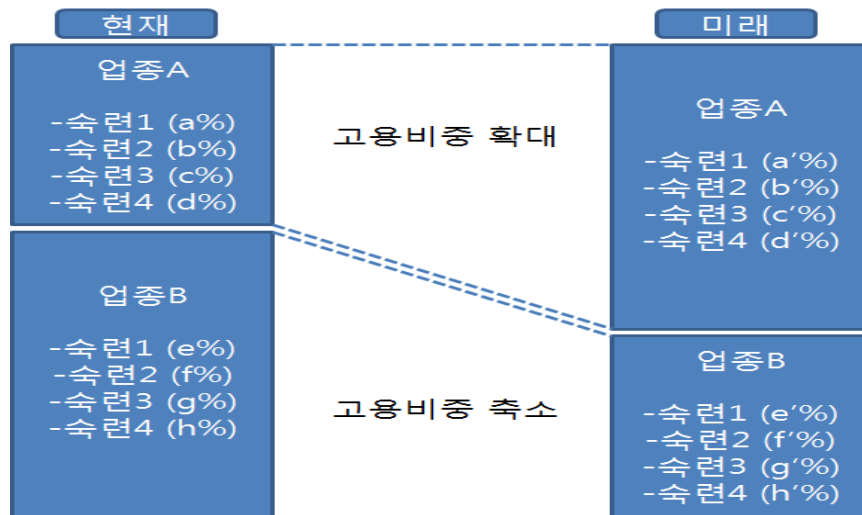 현재
업종A
-숙련1 (a%)
-숙련2 (b%)
-숙련3 (c%)
-숙련4 (d%)
업종B
-숙련1 (e%)
-숙련2 (f%)
-숙련3 (g%)
-숙련4 (h%)
고용비중 확대
고용비중 축소
미래
업종A
-숙련1 (a’%)
-숙련2 (b’%)
-숙련3 (c’%)
-숙련4 (d’%)
업종B
-숙련1 (e’%)
-숙련2 (f’%)
-숙련3 (g’%)
-숙련4 (h’%)